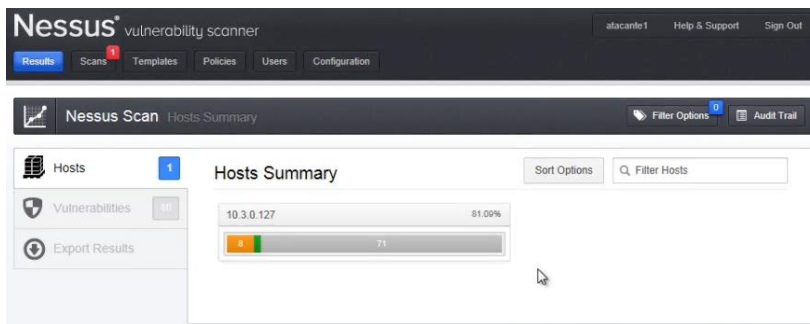 Nessus® vulnerability scanner
atacante1 Help & Support Sign Out
Results Scans 1 Templates Policies Users Configuration
Nessus Scan Hosts Summary
Filter Options 0 Audit Trail
Hosts 1
Hosts Summary
Sort Options Filter Hosts
Vulnerabilities
10.3.0.127 81.09%
8 71
Export Results